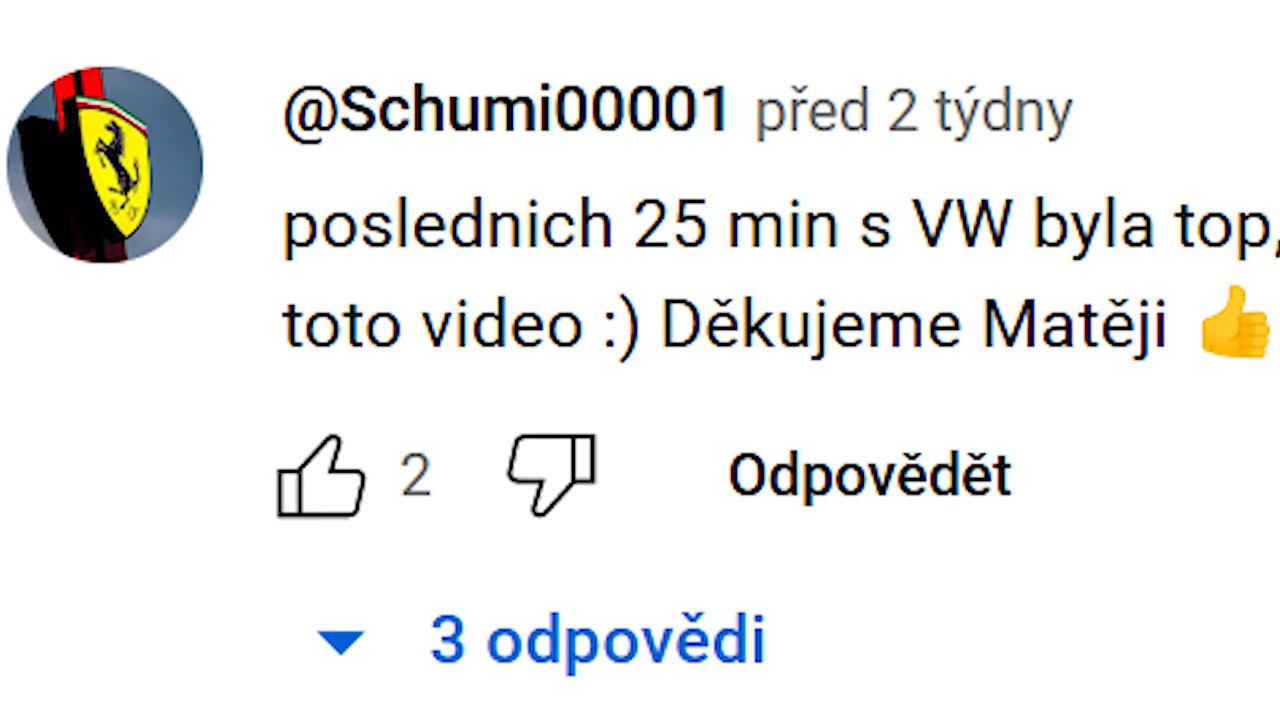 @Schumi00001 před 2 týdny
poslednich 25 min s VW byla top,
toto video :) Děkujeme Matěji 👍
2 Odpovědět
3 odpovědi